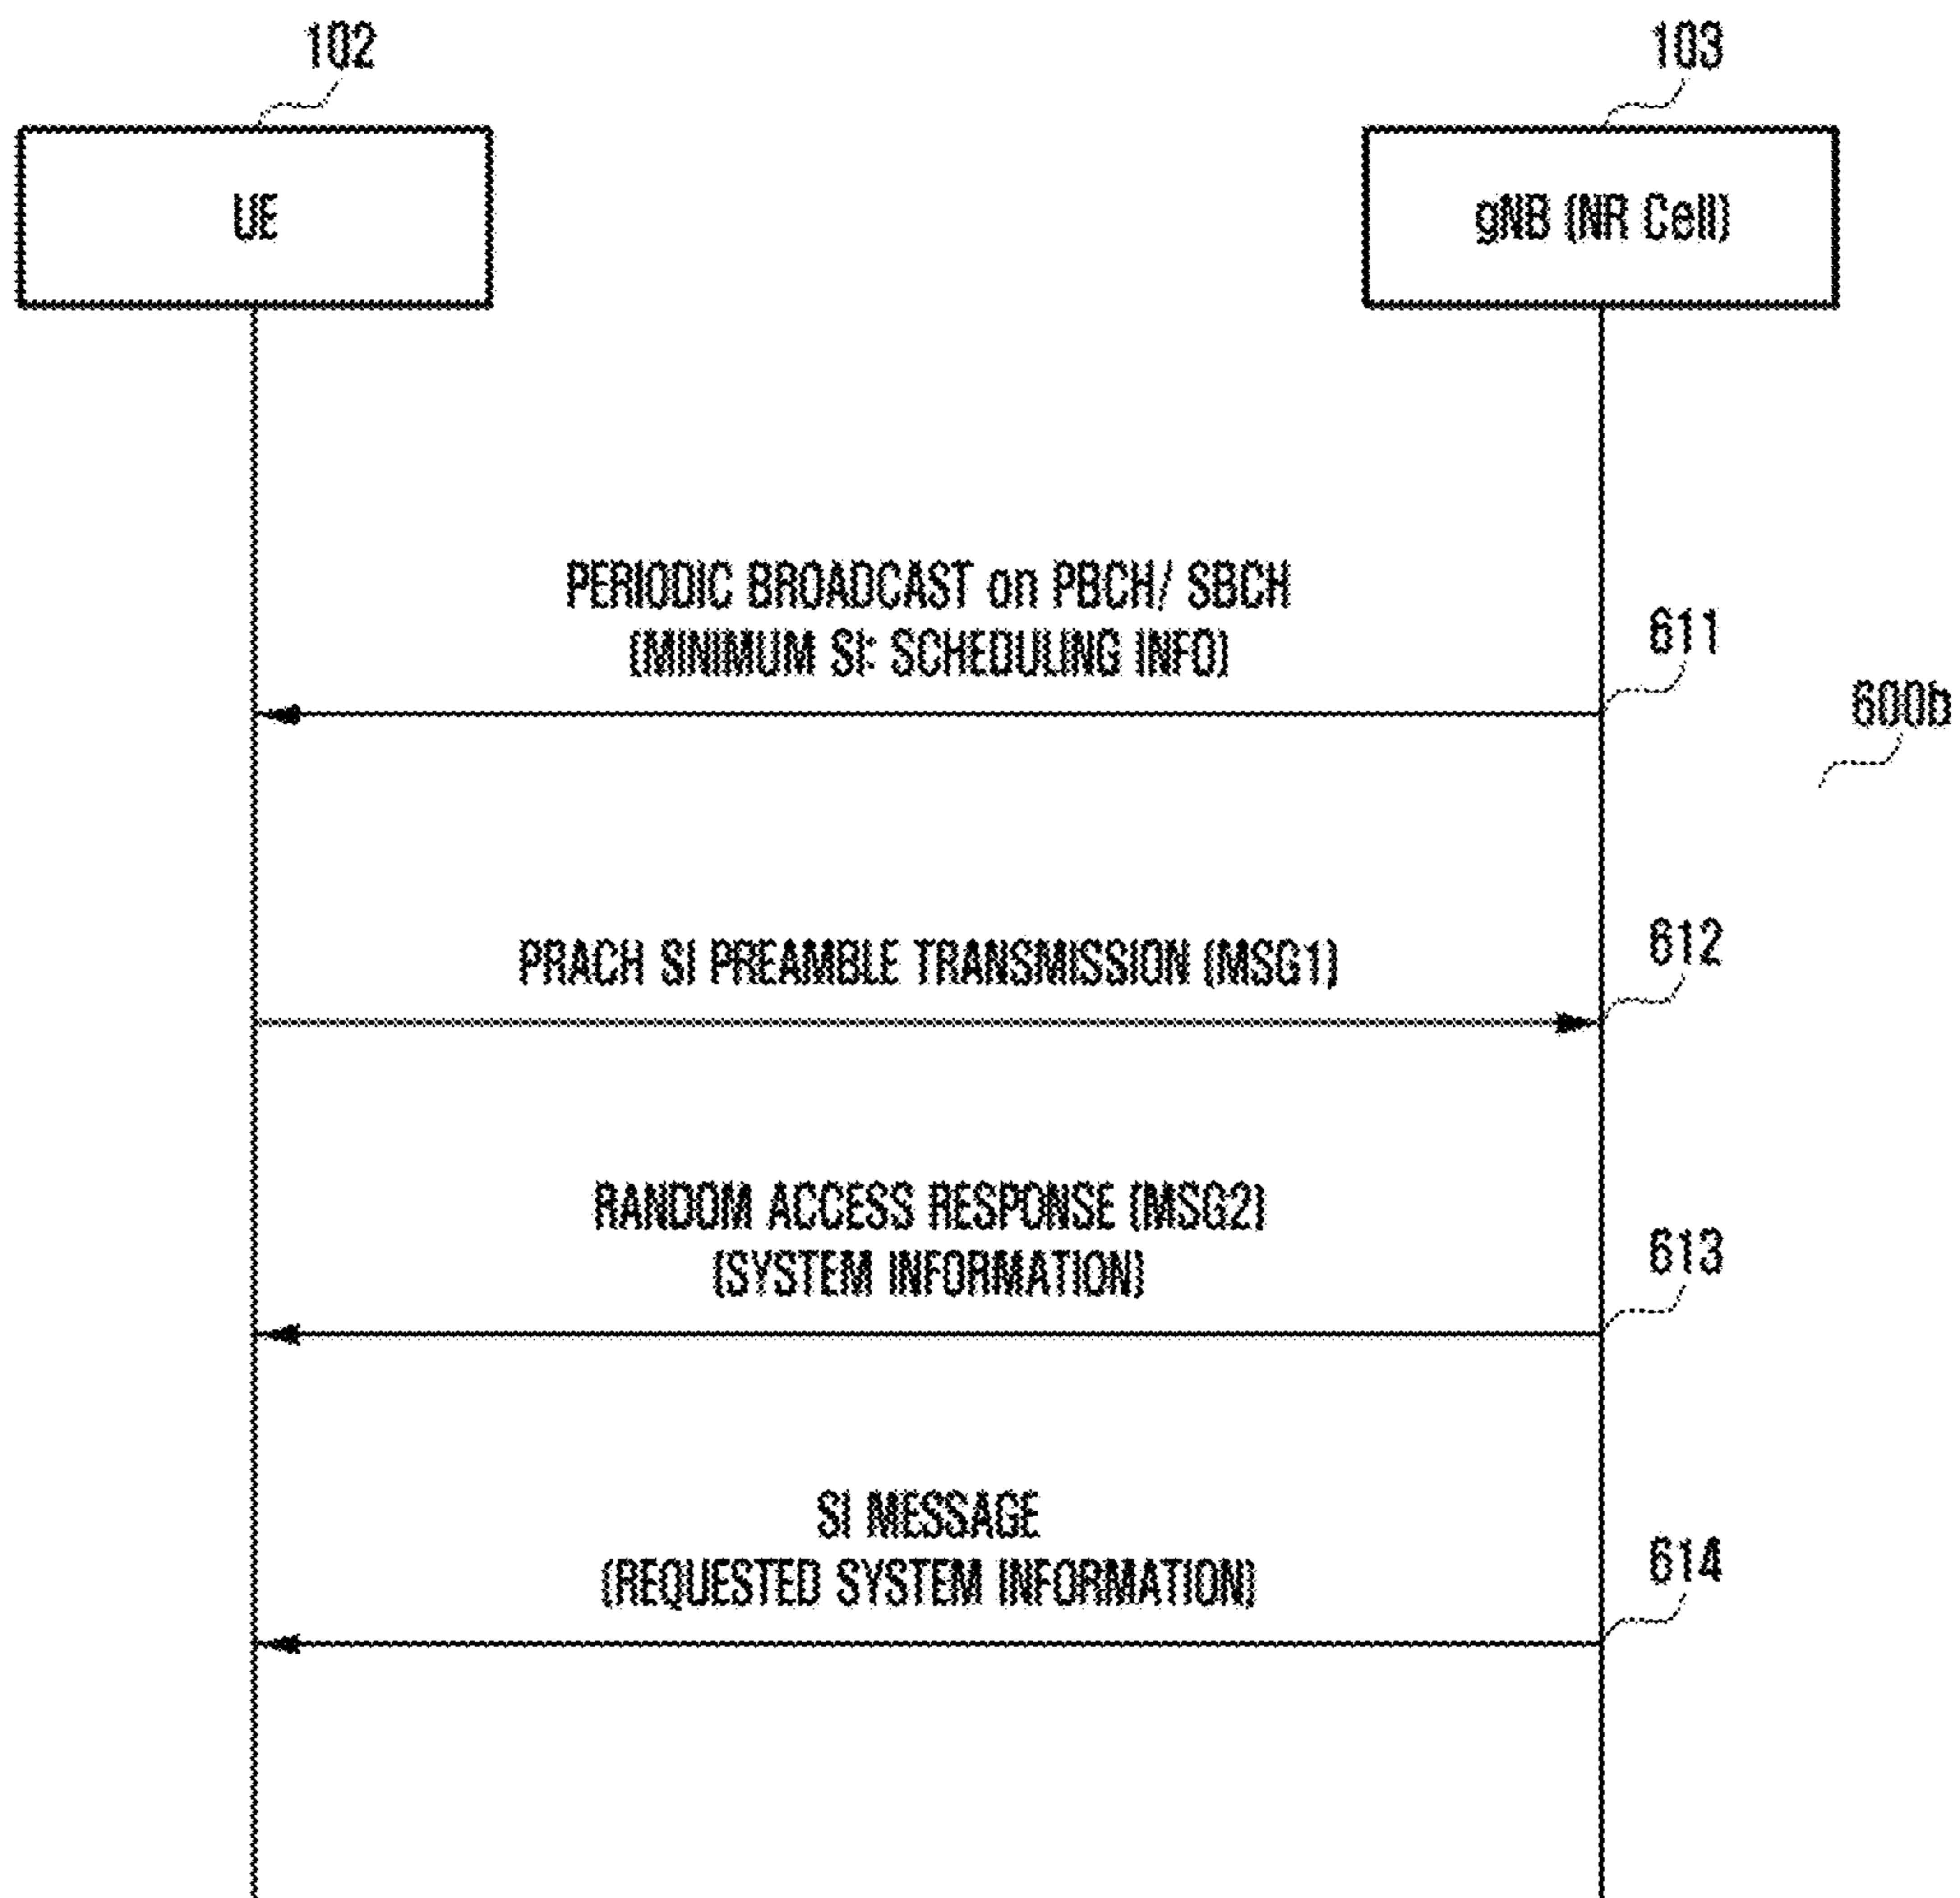 102
103
UE
gNB (NR Cell)
PERIODIC BROADCAST on PBCH/ SBCH
(MINIMUM SI: SCHEDULING INFO)
611
600b
PRACH SI PREAMBLE TRANSMISSION (MSG1)
612
RANDOM ACCESS RESPONSE (MSG2)
(SYSTEM INFORMATION)
613
SI MESSAGE
(REQUESTED SYSTEM INFORMATION)
614